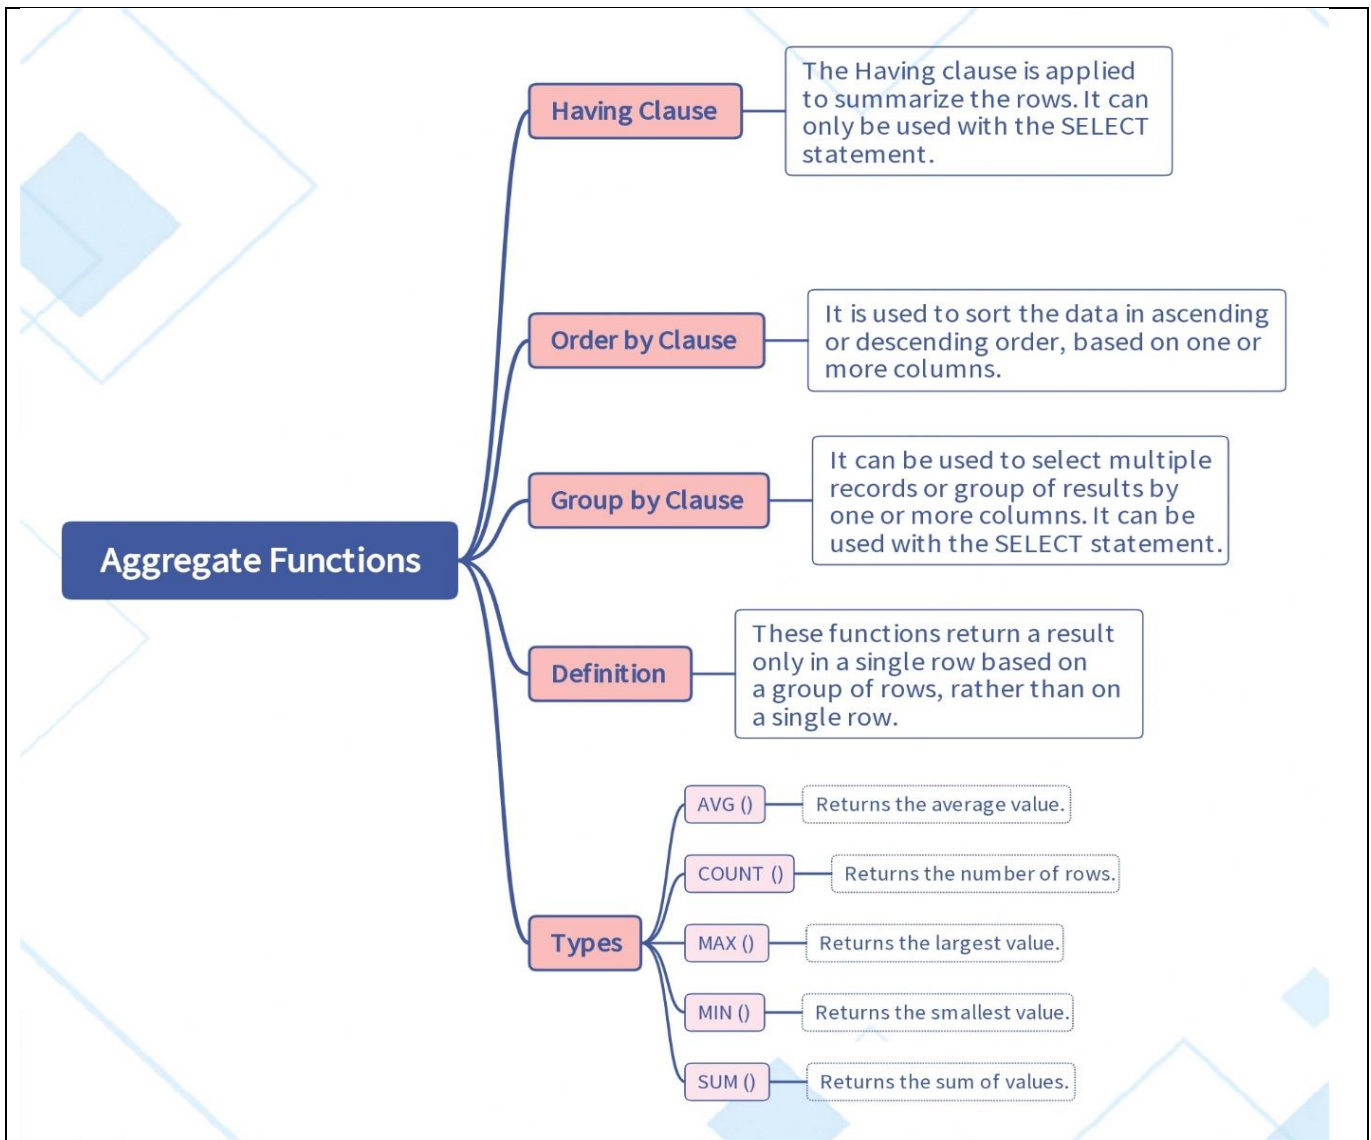 Having Clause
The Having clause is applied
to summarize the rows. It can
only be used with the SELECT
statement.
Order by Clause
It is used to sort the data in ascending
or descending order, based on one or
more columns.
Group by Clause
It can be used to select multiple
records or group of results by
one or more columns. It can be
used with the SELECT statement.
Aggregate Functions
Definition
These functions return a result
only in a single row based on
a group of rows, rather than on
a single row.
Types
AVG ()
Returns the average value.
COUNT ()
Returns the number of rows.
MAX ()
Returns the largest value.
MIN ()
Returns the smallest value.
SUM ()
Returns the sum of values.